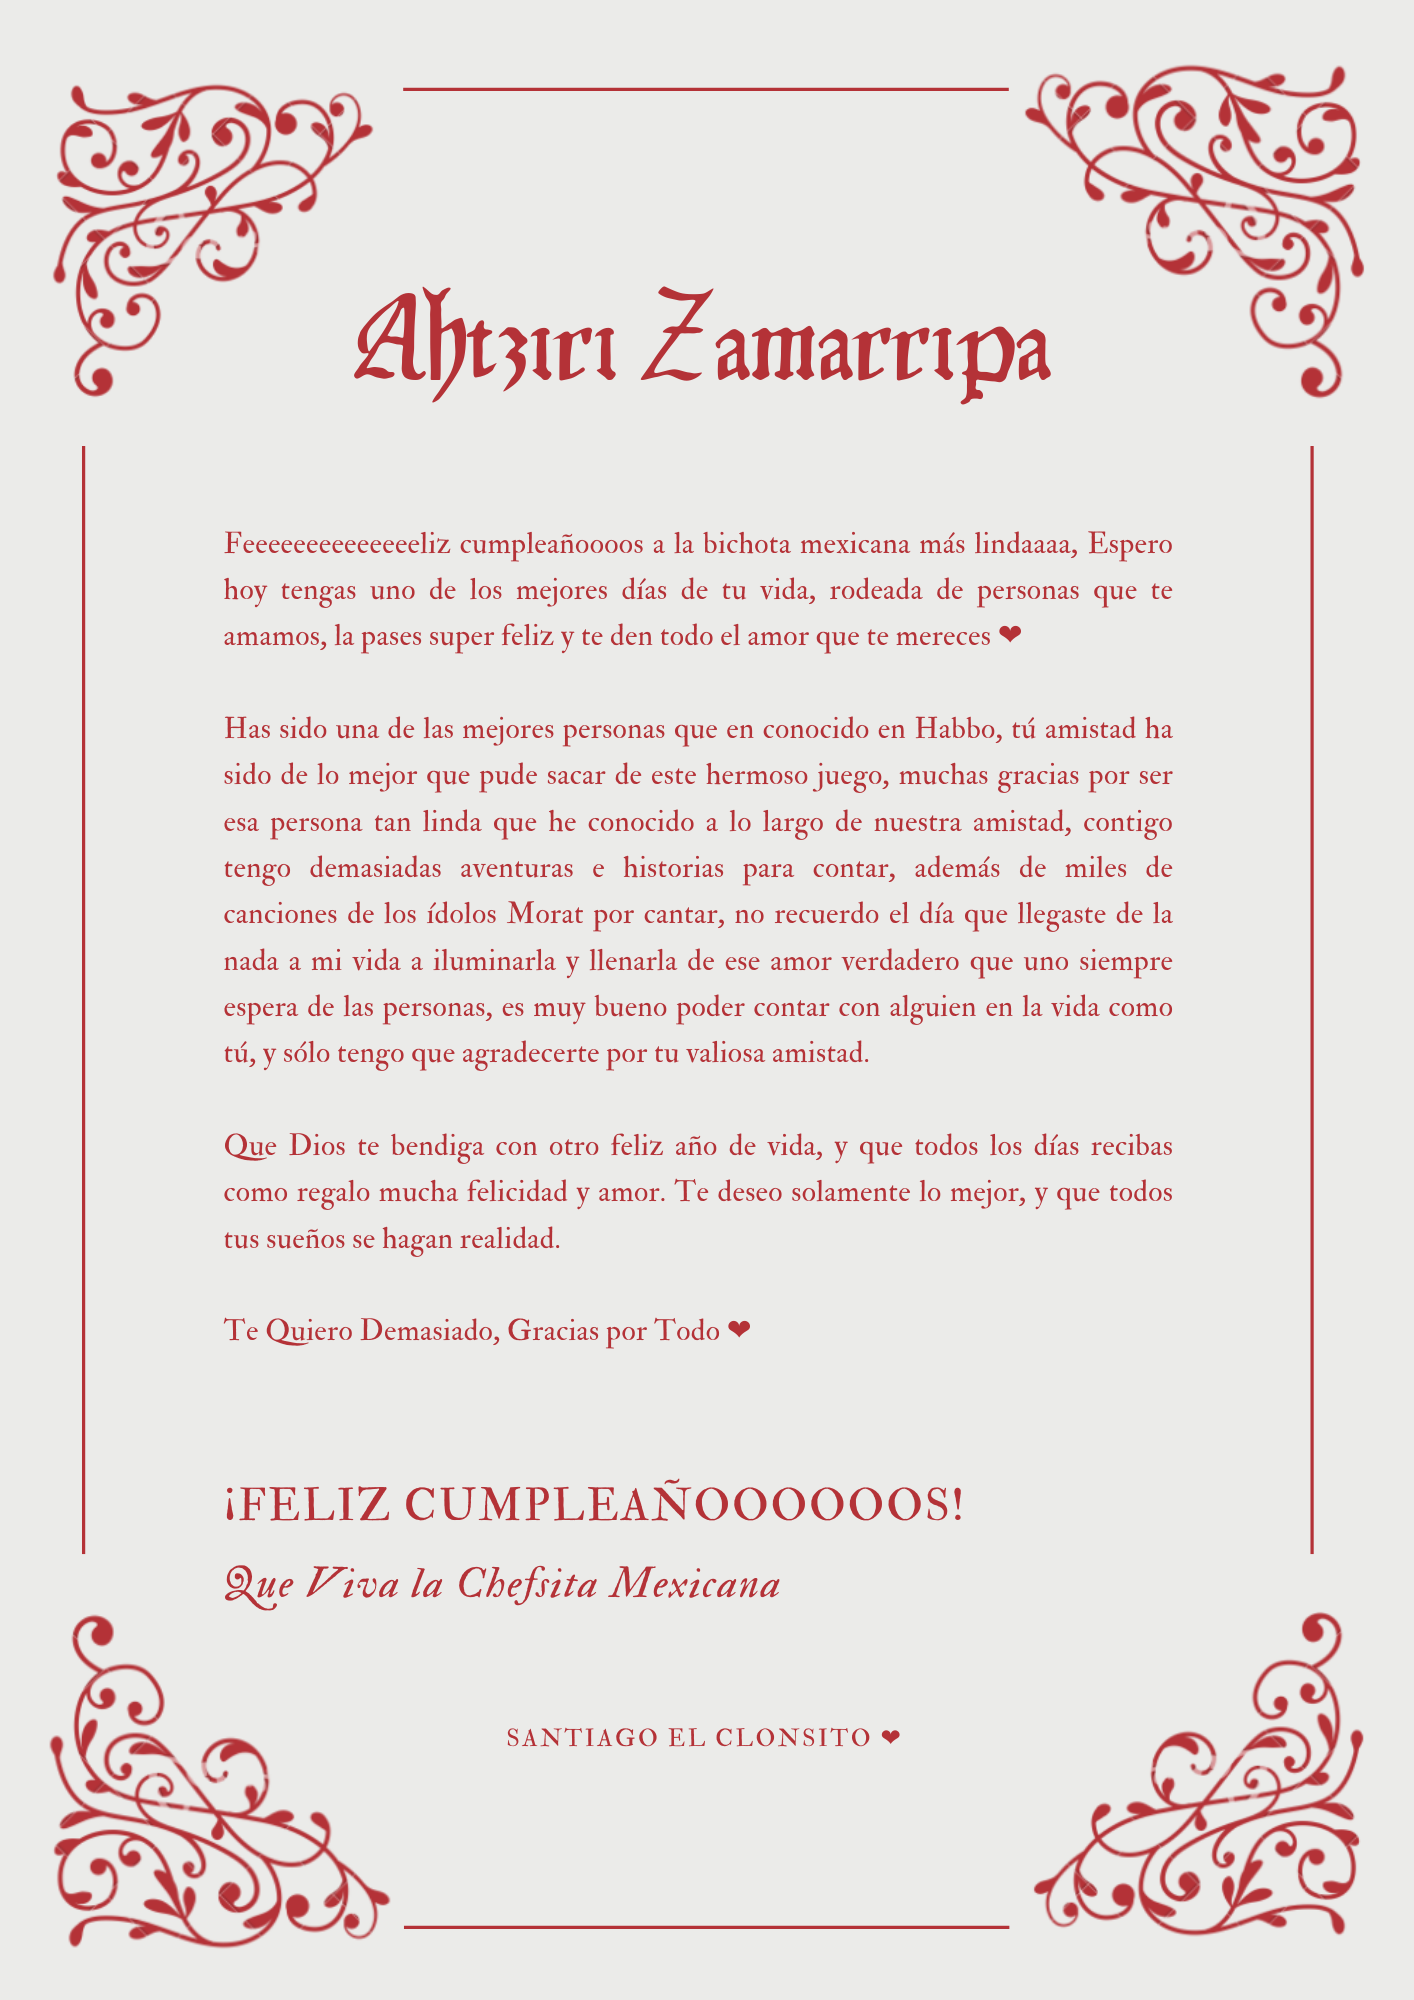 Ahtziri Zamarripa
Feeeeeeeeeeeeeeliz cumpleañoooos a la bichota mexicana más lindaaaa, Espero
hoy tengas uno de los mejores días de tu vida, rodeada de personas que te
amamos, la pases super feliz y te den todo el amor que te mereces ❤
Has sido una de las mejores personas que en conocido en Habbo, tú amistad ha
sido de lo mejor que pude sacar de este hermoso juego, muchas gracias por ser
esa persona tan linda que he conocido a lo largo de nuestra amistad, contigo
tengo demasiadas aventuras e historias para contar, además de miles de
canciones de los ídolos Morat por cantar, no recuerdo el día que llegaste de la
nada a mi vida a iluminarla y llenarla de ese amor verdadero que uno siempre
espera de las personas, es muy bueno poder contar con alguien en la vida como
tú, y sólo tengo que agradecerte por tu valiosa amistad.
Que Dios te bendiga con otro feliz año de vida, y que todos los días recibas
como regalo mucha felicidad y amor. Te deseo solamente lo mejor, y que todos
tus sueños se hagan realidad.
Te Quiero Demasiado, Gracias por Todo ❤
¡FELIZ CUMPLEAÑOOOOOOS!
Que Viva la Chefsita Mexicana
SANTIAGO EL CLONSITO ❤